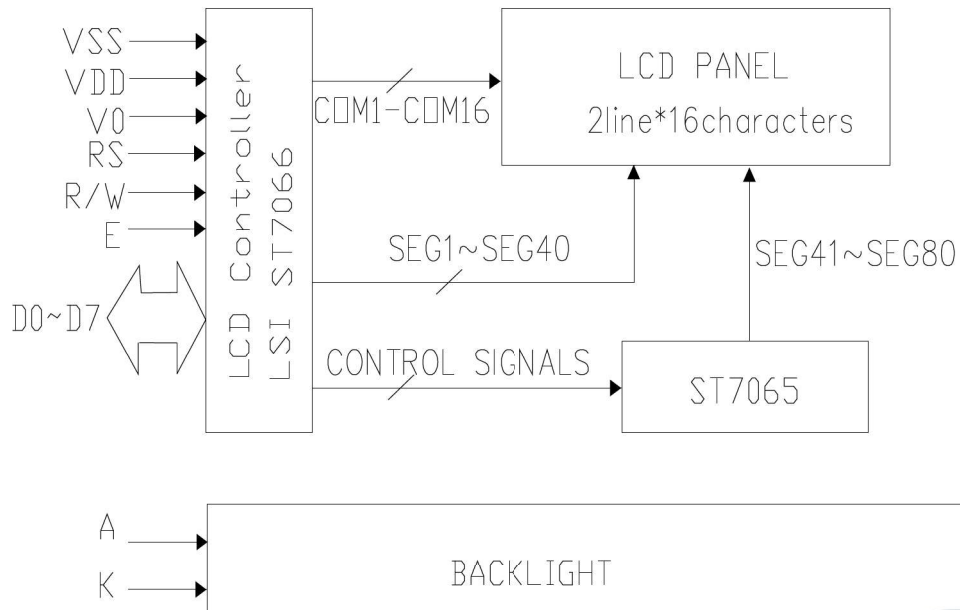 VSS
VDD
V0
RS
R/W
E
D0~D7
LCD Controller
LSI ST7066
COM1-COM16
LCD PANEL
2line*16characters
SEG1~SEG40
SEG41~SEG80
CONTROL SIGNALS
ST7065
A
K
BACKLIGHT